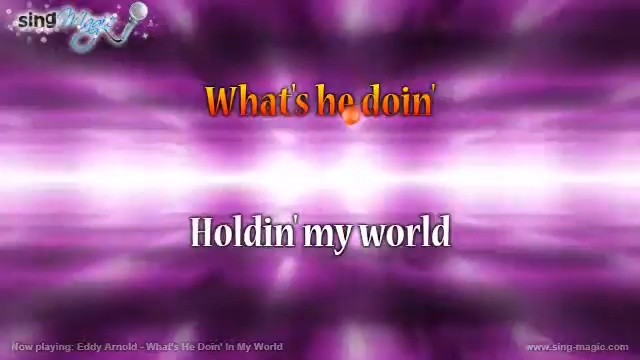 sing Magic
What's he doin'
Holdin' my world
Now playing: Eddy Arnold - What's He Doin' In My World
www.sing-magic.com